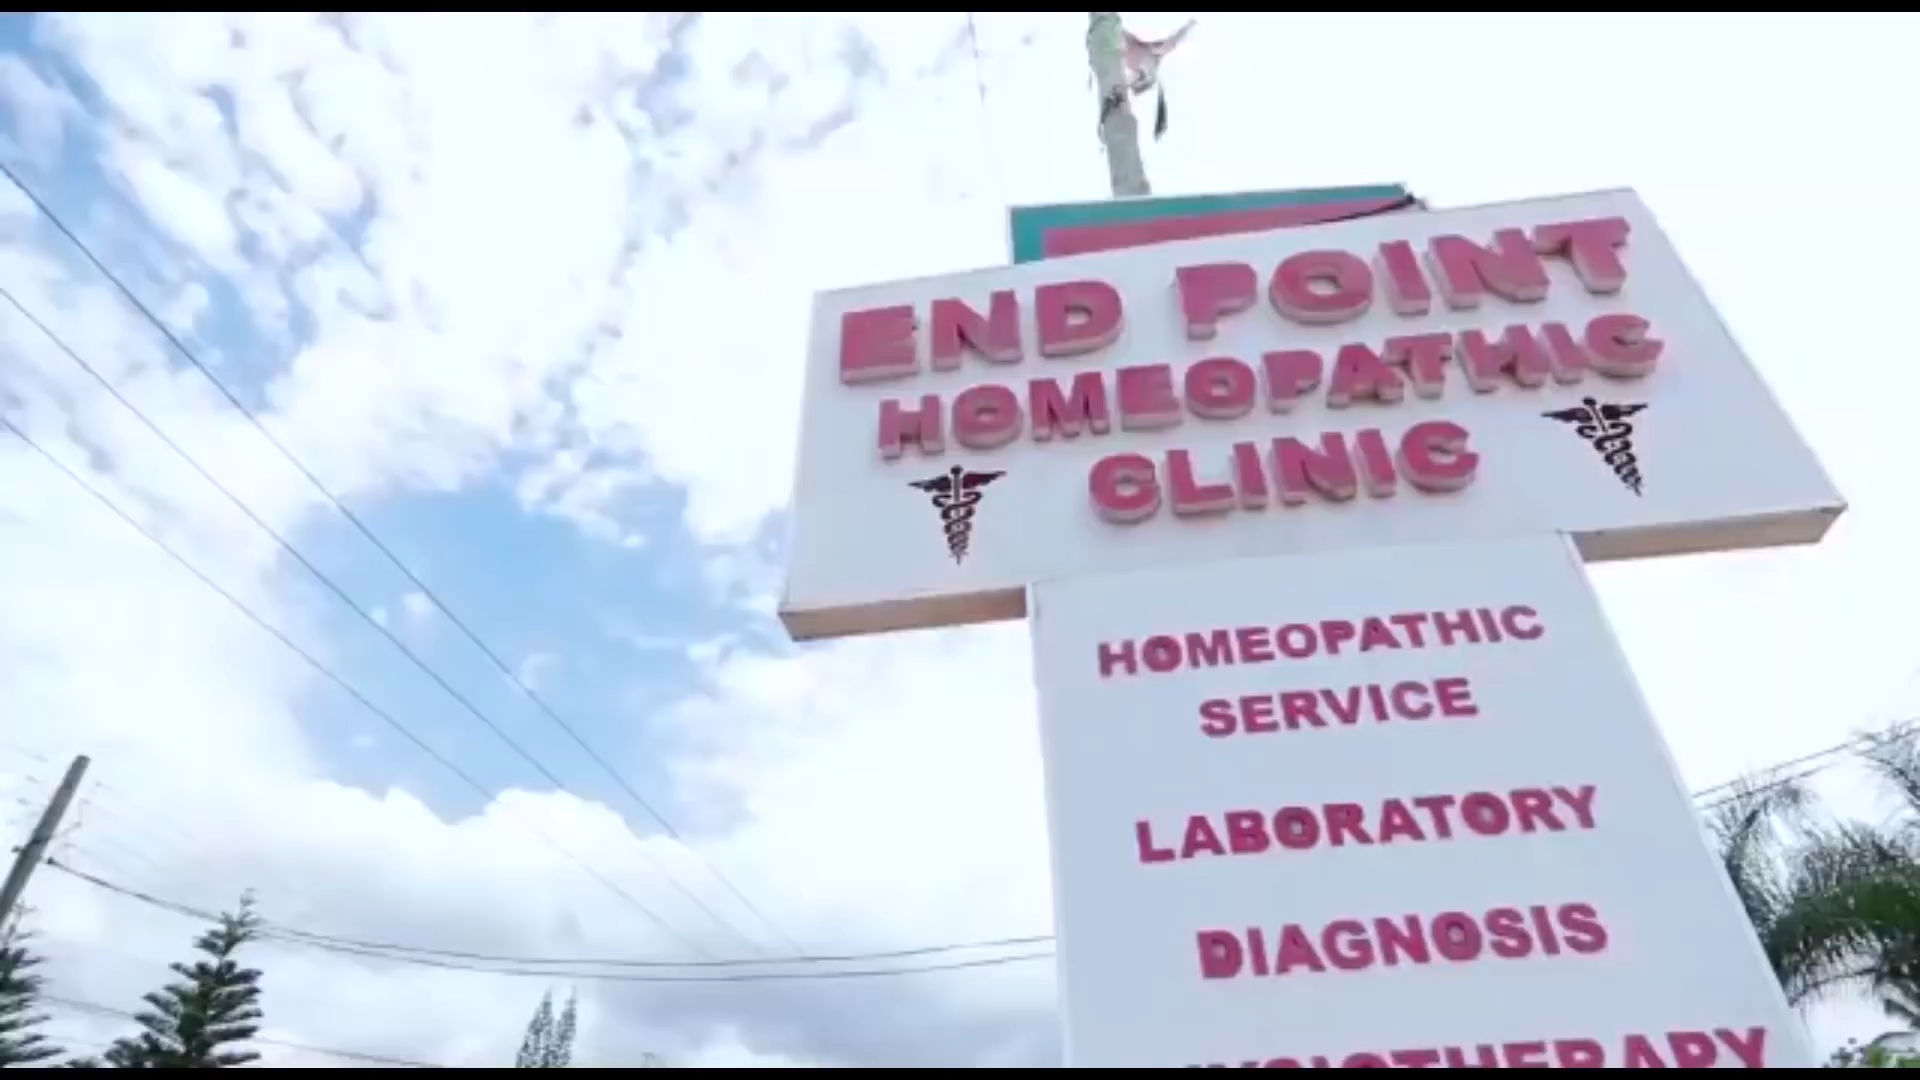 END POINT
HOMEOPATHIC
CLINIC
HOMEOPATHIC
SERVICE
LABORATORY
DIAGNOSIS